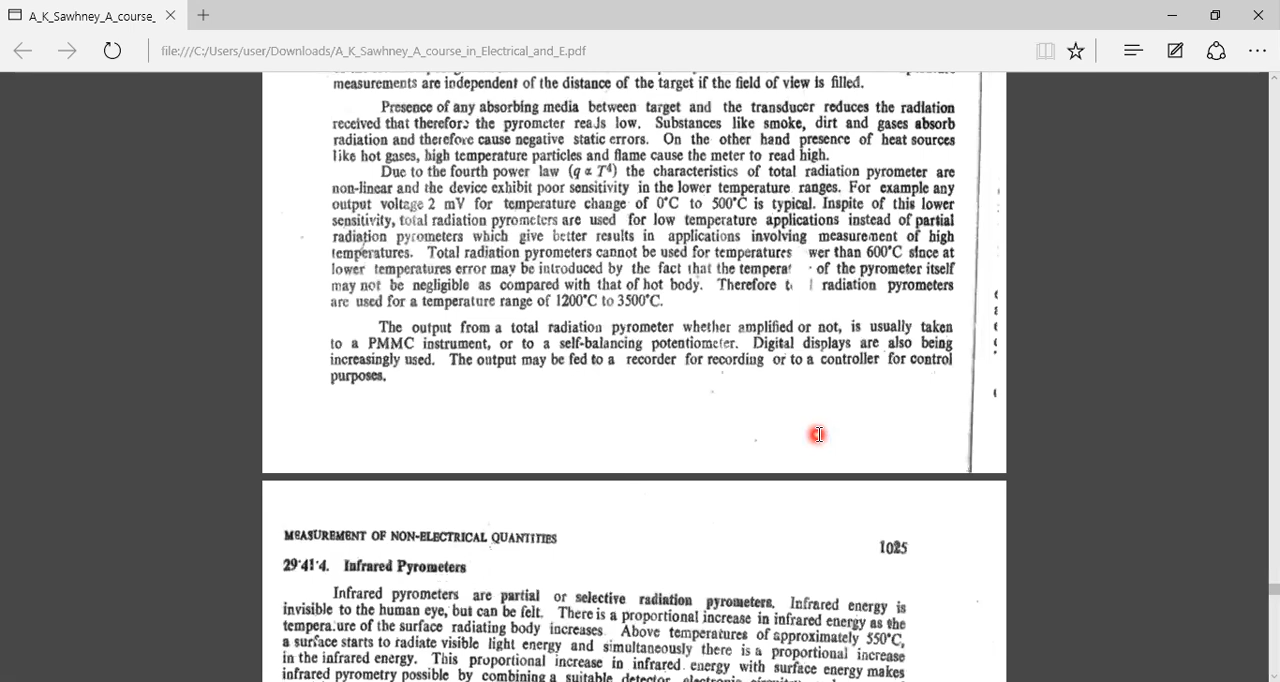 A_K_Sawhney_A_course_
file:///C:/Users/user/Downloads/A_K_Sawhney_A_course_in_Electrical_and_E.pdf
measurements are independent of the distance of the target if the field of view is filled.
Presence of any absorbing media between target and the transducer reduces the radiation
received that therefore the pyrometer reads low. Substances like smoke, dirt and gases absorb
radiation and therefore cause negative static errors. On the other hand presence of heat sources
like hot gases, high temperature particles and flame cause the meter to read high.
Due to the fourth power law (q ∝ T⁴) the characteristics of total radiation pyrometer are
non-linear and the device exhibit poor sensitivity in the lower temperature ranges. For example any
output voltage 2 mV for temperature change of 0°C to 500°C is typical. Inspite of this lower
sensitivity, total radiation pyrometers are used for low temperature applications instead of partial
radiation pyrometers which give better results in applications involving measurement of high
temperatures. Total radiation pyrometers cannot be used for temperatures wer than 600°C since at
lower temperatures error may be introduced by the fact that the temperat of the pyrometer itself
may not be negligible as compared with that of hot body. Therefore radiation pyrometers
are used for a temperature range of 1200°C to 3500°C.
The output from a total radiation pyrometer whether amplified or not, is usually taken
to a PMMC instrument, or to a self-balancing potentiometer. Digital displays are also being
increasingly used. The output may be fed to a recorder for recording or to a controller for control
purposes.
MEASUREMENT OF NON-ELECTRICAL QUANTITIES
1025
29·41·4. Infrared Pyrometers
Infrared pyrometers are partial or selective radiation pyrometers. Infrared energy is
invisible to the human eye, but can be felt. There is a proportional increase in infrared energy as the
temperature of the surface radiating body increases. Above temperatures of approximately 550°C,
a surface starts to radiate visible light energy and simultaneously there is a proportional increase
in the infrared energy. This proportional increase in infrared energy with surface energy makes
infrared pyrometry possible by combining a suitable detector, electronic